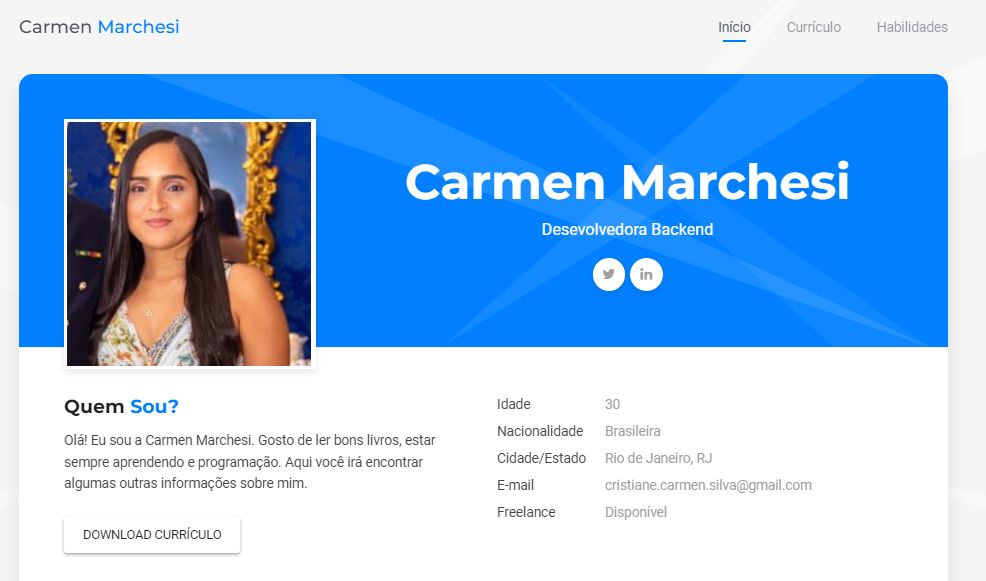 Carmen Marchesi
Início
Currículo
Habilidades
Carmen Marchesi
Desevolvedora Backend
Quem Sou?
Olá! Eu sou a Carmen Marchesi. Gosto de ler bons livros, estar
sempre aprendendo e programação. Aqui você irá encontrar
algumas outras informações sobre mim.
DOWNLOAD CURRÍCULO
Idade 30
Nacionalidade Brasileira
Cidade/Estado Rio de Janeiro, RJ
E-mail cristiane.carmen.silva@gmail.com
Freelance Disponível